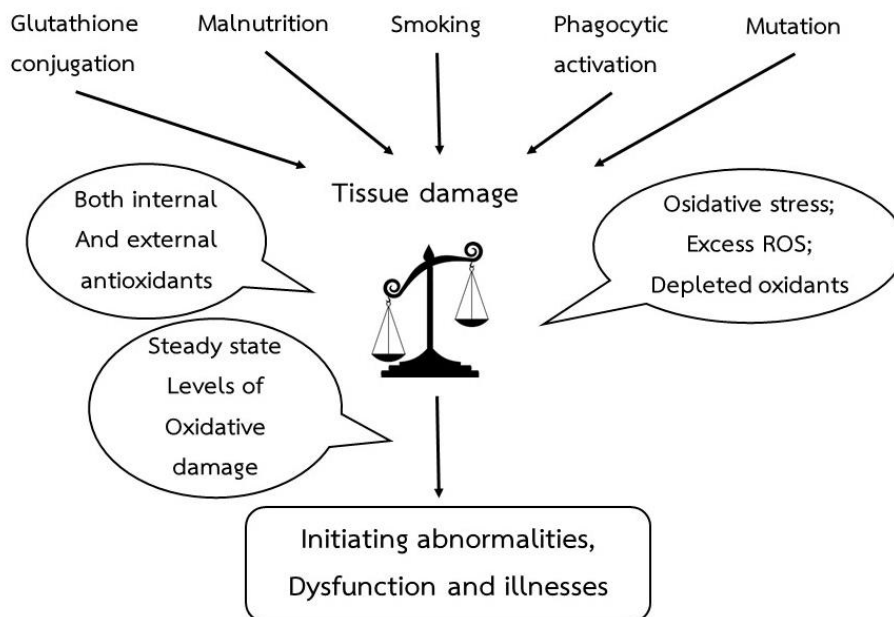 Glutathione
conjugation
Malnutrition
Smoking
Phagocytic
activation
Mutation
Tissue damage
Both internal
And external
antioxidants
Osidative stress;
Excess ROS;
Depleted oxidants
Steady state
Levels of
Oxidative
damage
Initiating abnormalities,
Dysfunction and illnesses